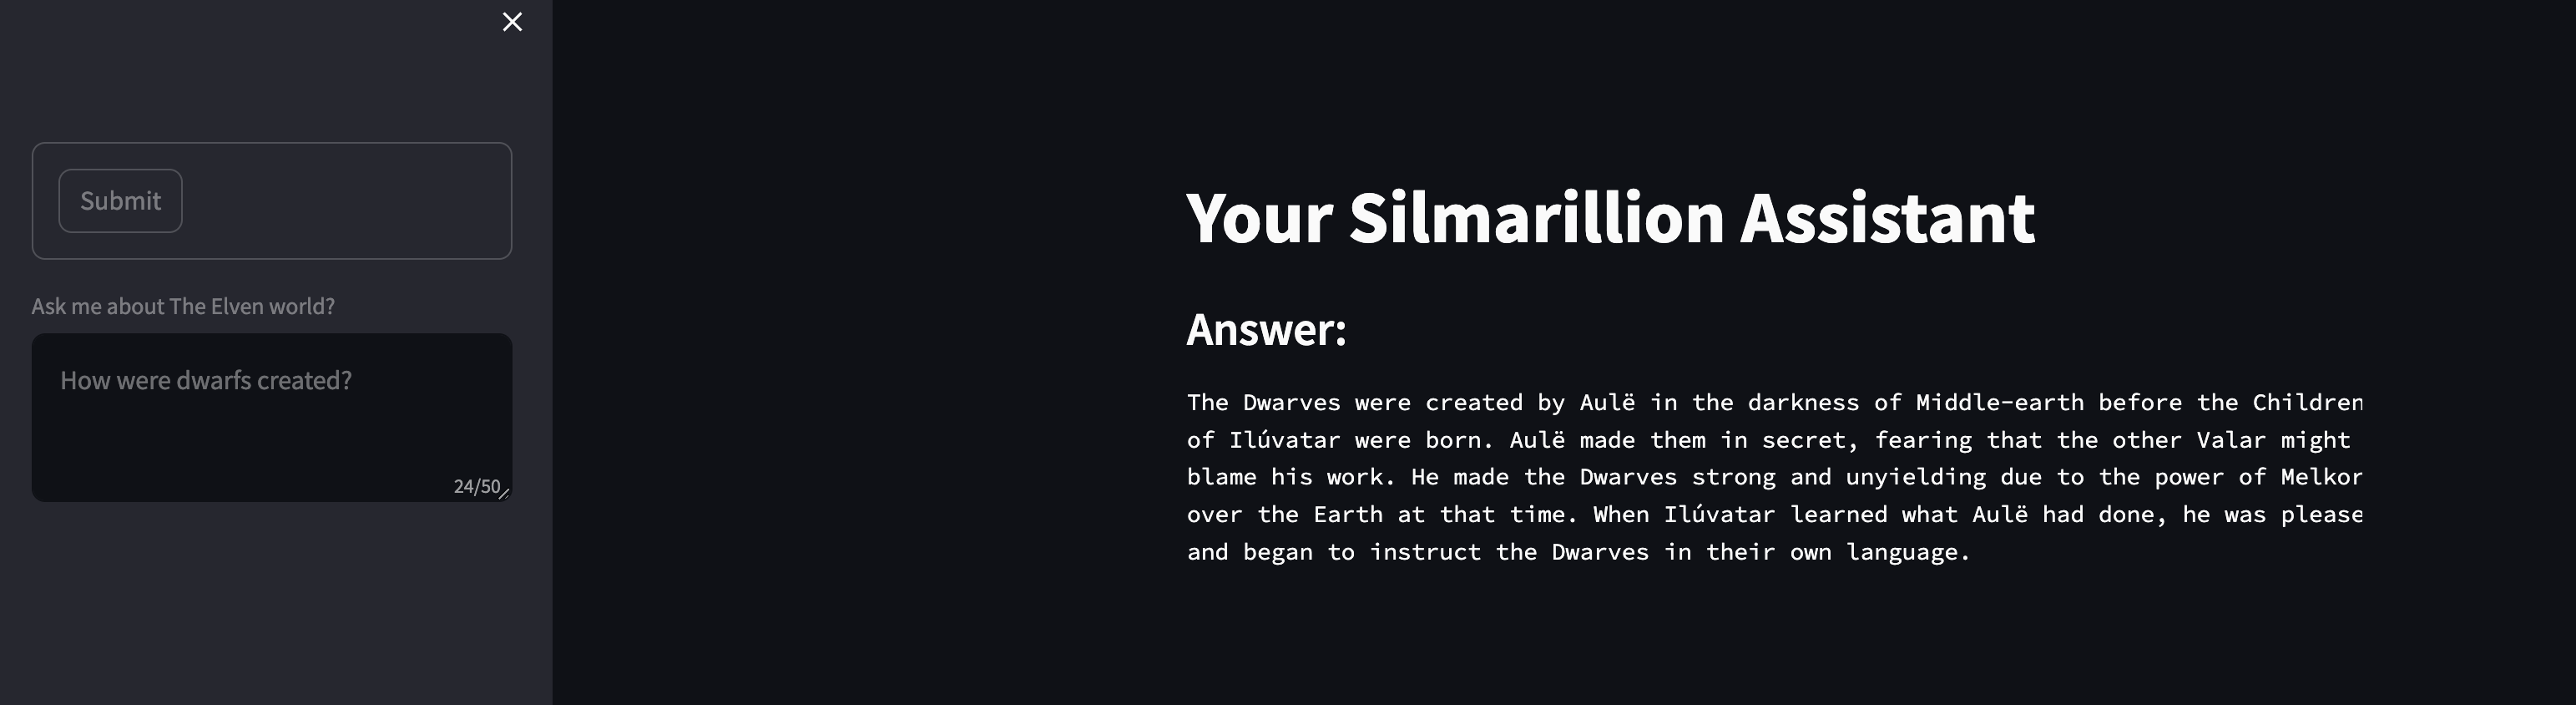 Submit
Ask me about The Elven world?
How were dwarfs created?
24/50
Your Silmarillion Assistant
Answer:
The Dwarves were created by Aulë in the darkness of Middle-earth before the Children
of Ilúvatar were born. Aulë made them in secret, fearing that the other Valar might
blame his work. He made the Dwarves strong and unyielding due to the power of Melkor
over the Earth at that time. When Ilúvatar learned what Aulë had done, he was please
and began to instruct the Dwarves in their own language.